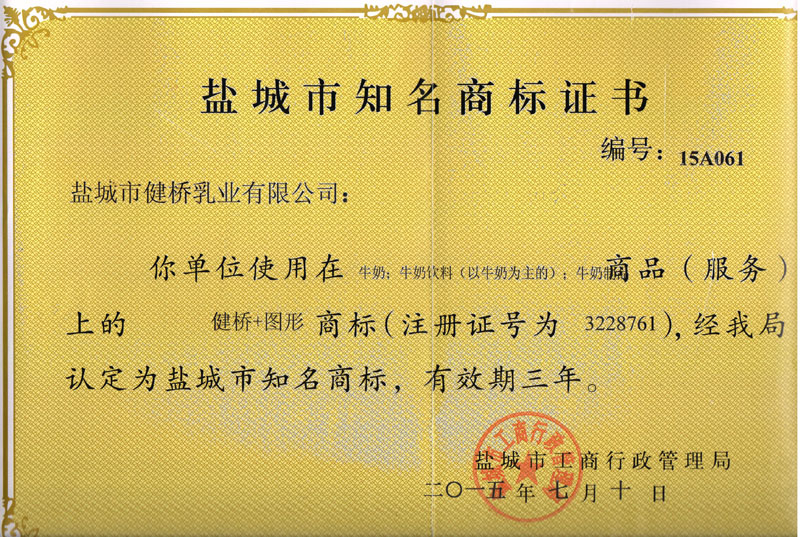 盐城市知名商标证书
编号：15A061
盐城市健桥乳业有限公司：
你单位使用在 牛奶；牛奶饮料（以牛奶为主的）；牛奶制 商品（服务）
上的 健桥+图形 商标（注册证号为 3228761），经我局
认定为盐城市知名商标，有效期三年。
盐城市工商行政管理局
二〇一五年七月十日